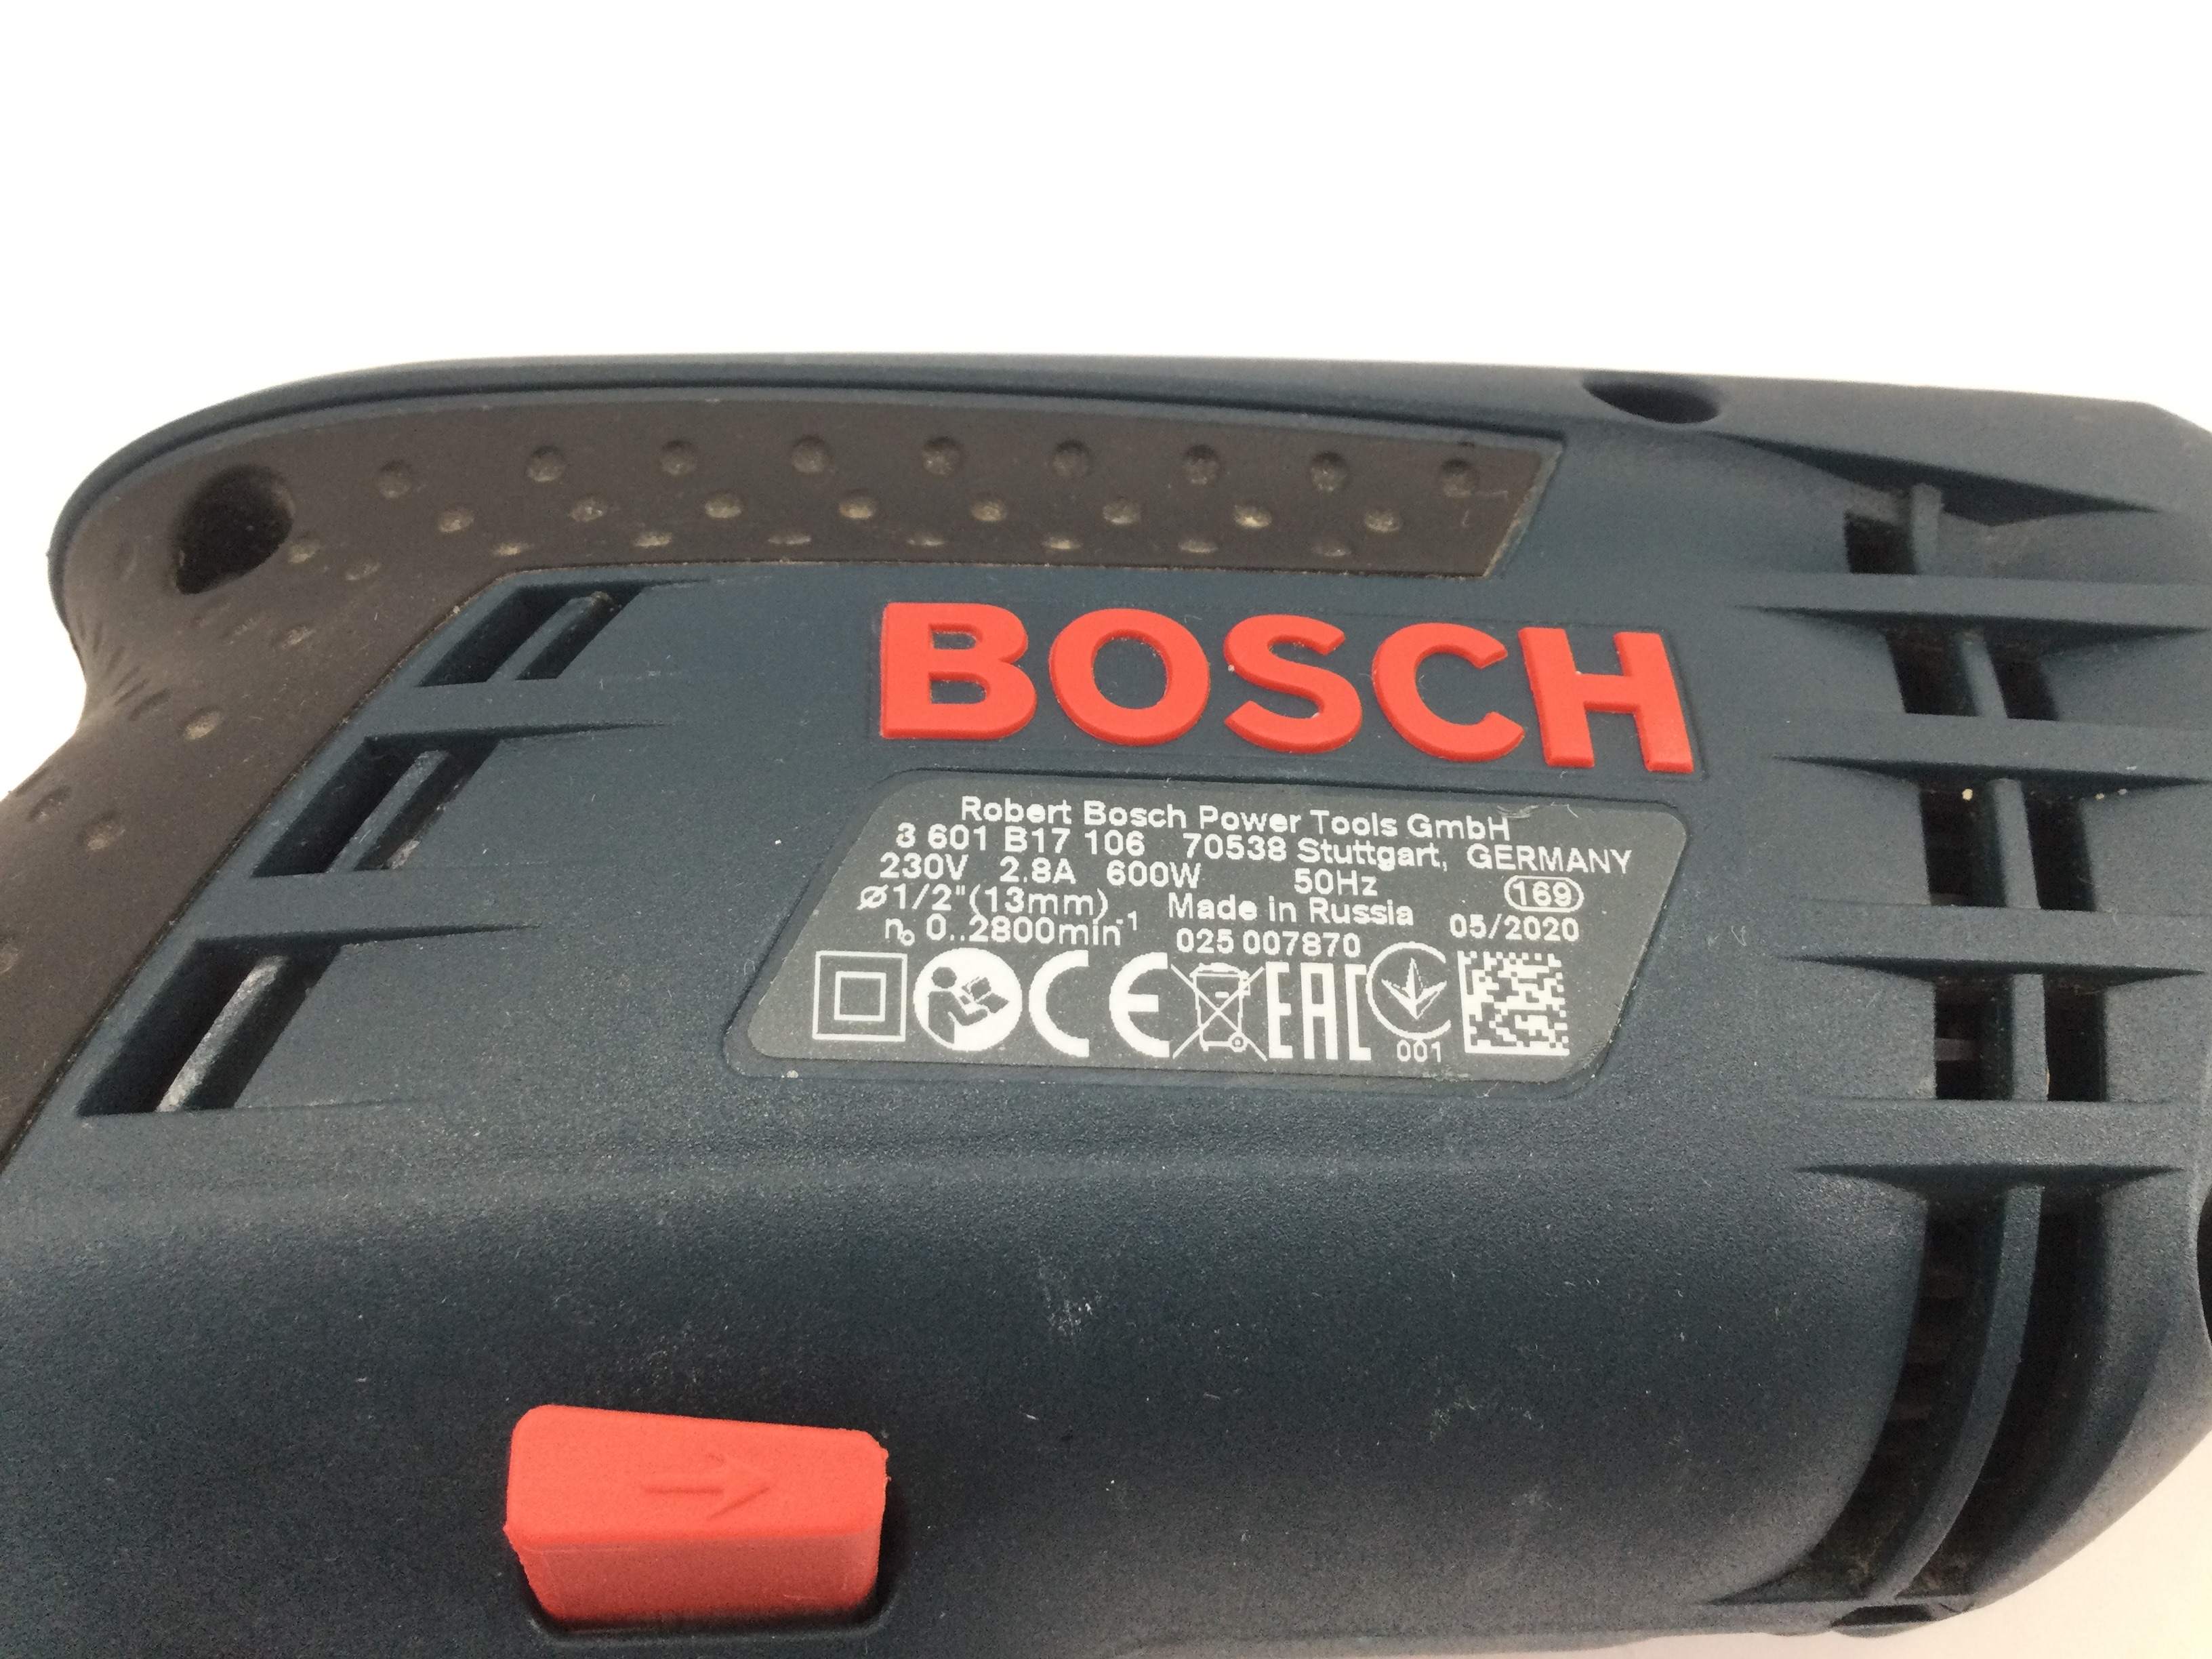 BOSCH
Robert Bosch Power Tools GmbH
3 601 B17 106 70538 Stuttgart, GERMANY
230V 2.8A 600W 50Hz 169
ø1/2"(13mm) Made in Russia 05/2020
n₀ 0..2800min⁻¹ 025 007870
CE EAC
001